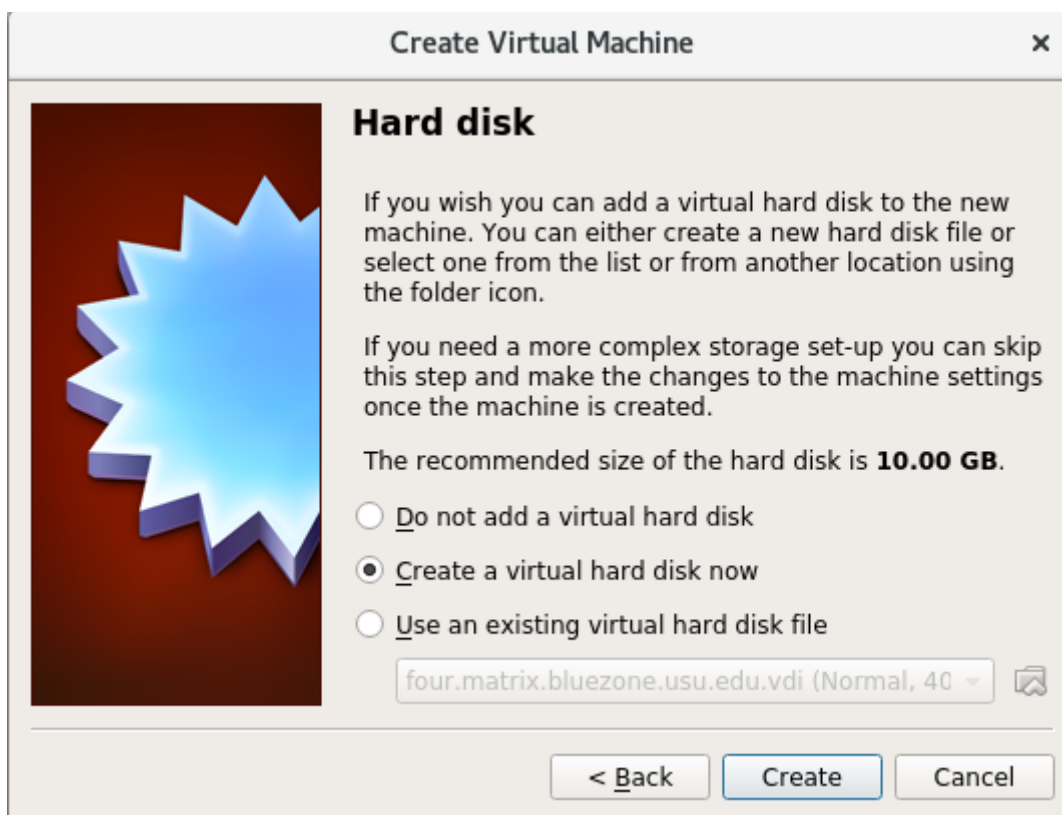 Create Virtual Machine
Hard disk
If you wish you can add a virtual hard disk to the new
machine. You can either create a new hard disk file or
select one from the list or from another location using
the folder icon.
If you need a more complex storage set-up you can skip
this step and make the changes to the machine settings
once the machine is created.
The recommended size of the hard disk is 10.00 GB.
Do not add a virtual hard disk
Create a virtual hard disk now
Use an existing virtual hard disk file
four.matrix.bluezone.usu.edu.vdi (Normal, 40
< Back
Create
Cancel